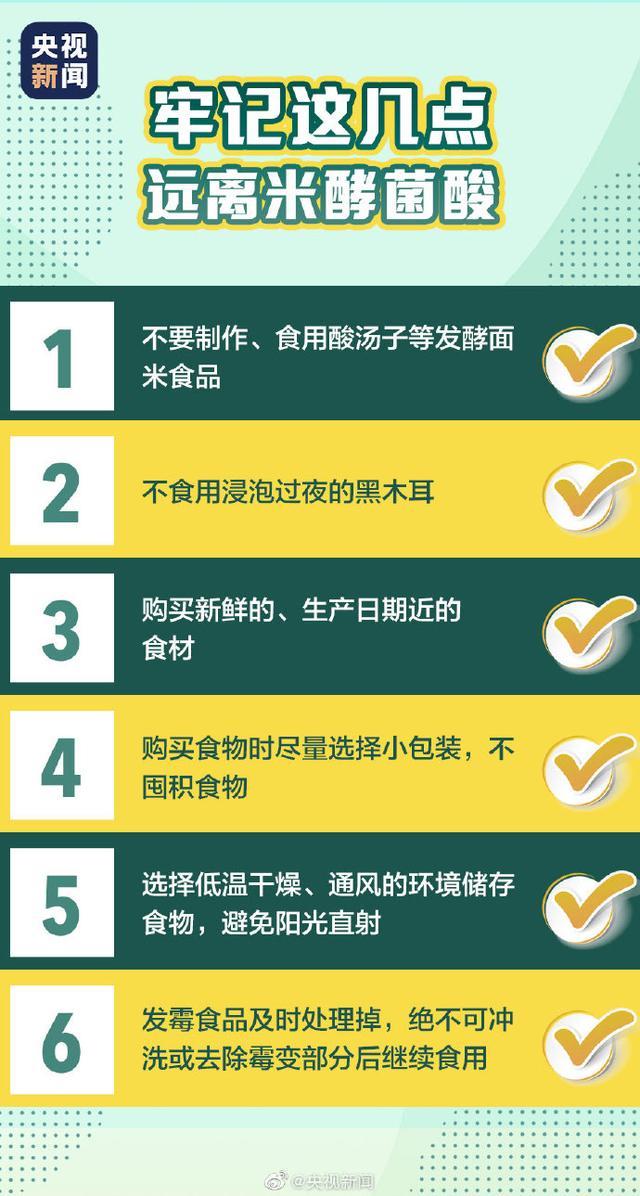 央视
新闻
牢记这几点
远离米酵菌酸
1
不要制作、食用酸汤子等发酵面
米食品
2
不食用浸泡过夜的黑木耳
3
购买新鲜的、生产日期近的
食材
4
购买食物时尽量选择小包装，不
囤积食物
5
选择低温干燥、通风的环境储存
食物，避免阳光直射
6
发霉食品及时处理掉，绝不可冲
洗或去除霉变部分后继续食用
@央视新闻